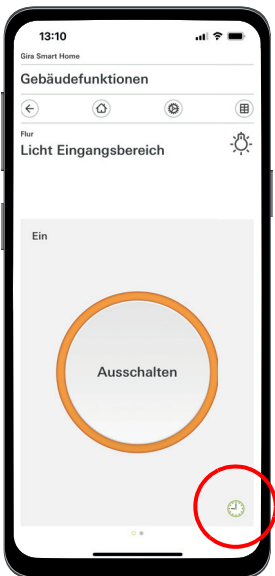 13:10
Gira Smart Home
Gebäudefunktionen
Flur
Licht Eingangsbereich
Ein
Ausschalten